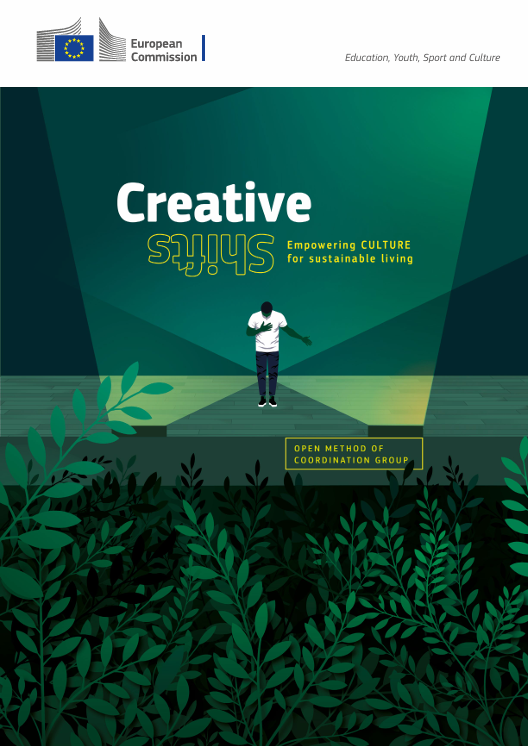 European
Commission
Education, Youth, Sport and Culture
Creative
Shifts
Empowering CULTURE
for sustainable living
OPEN METHOD OF
COORDINATION GROUP